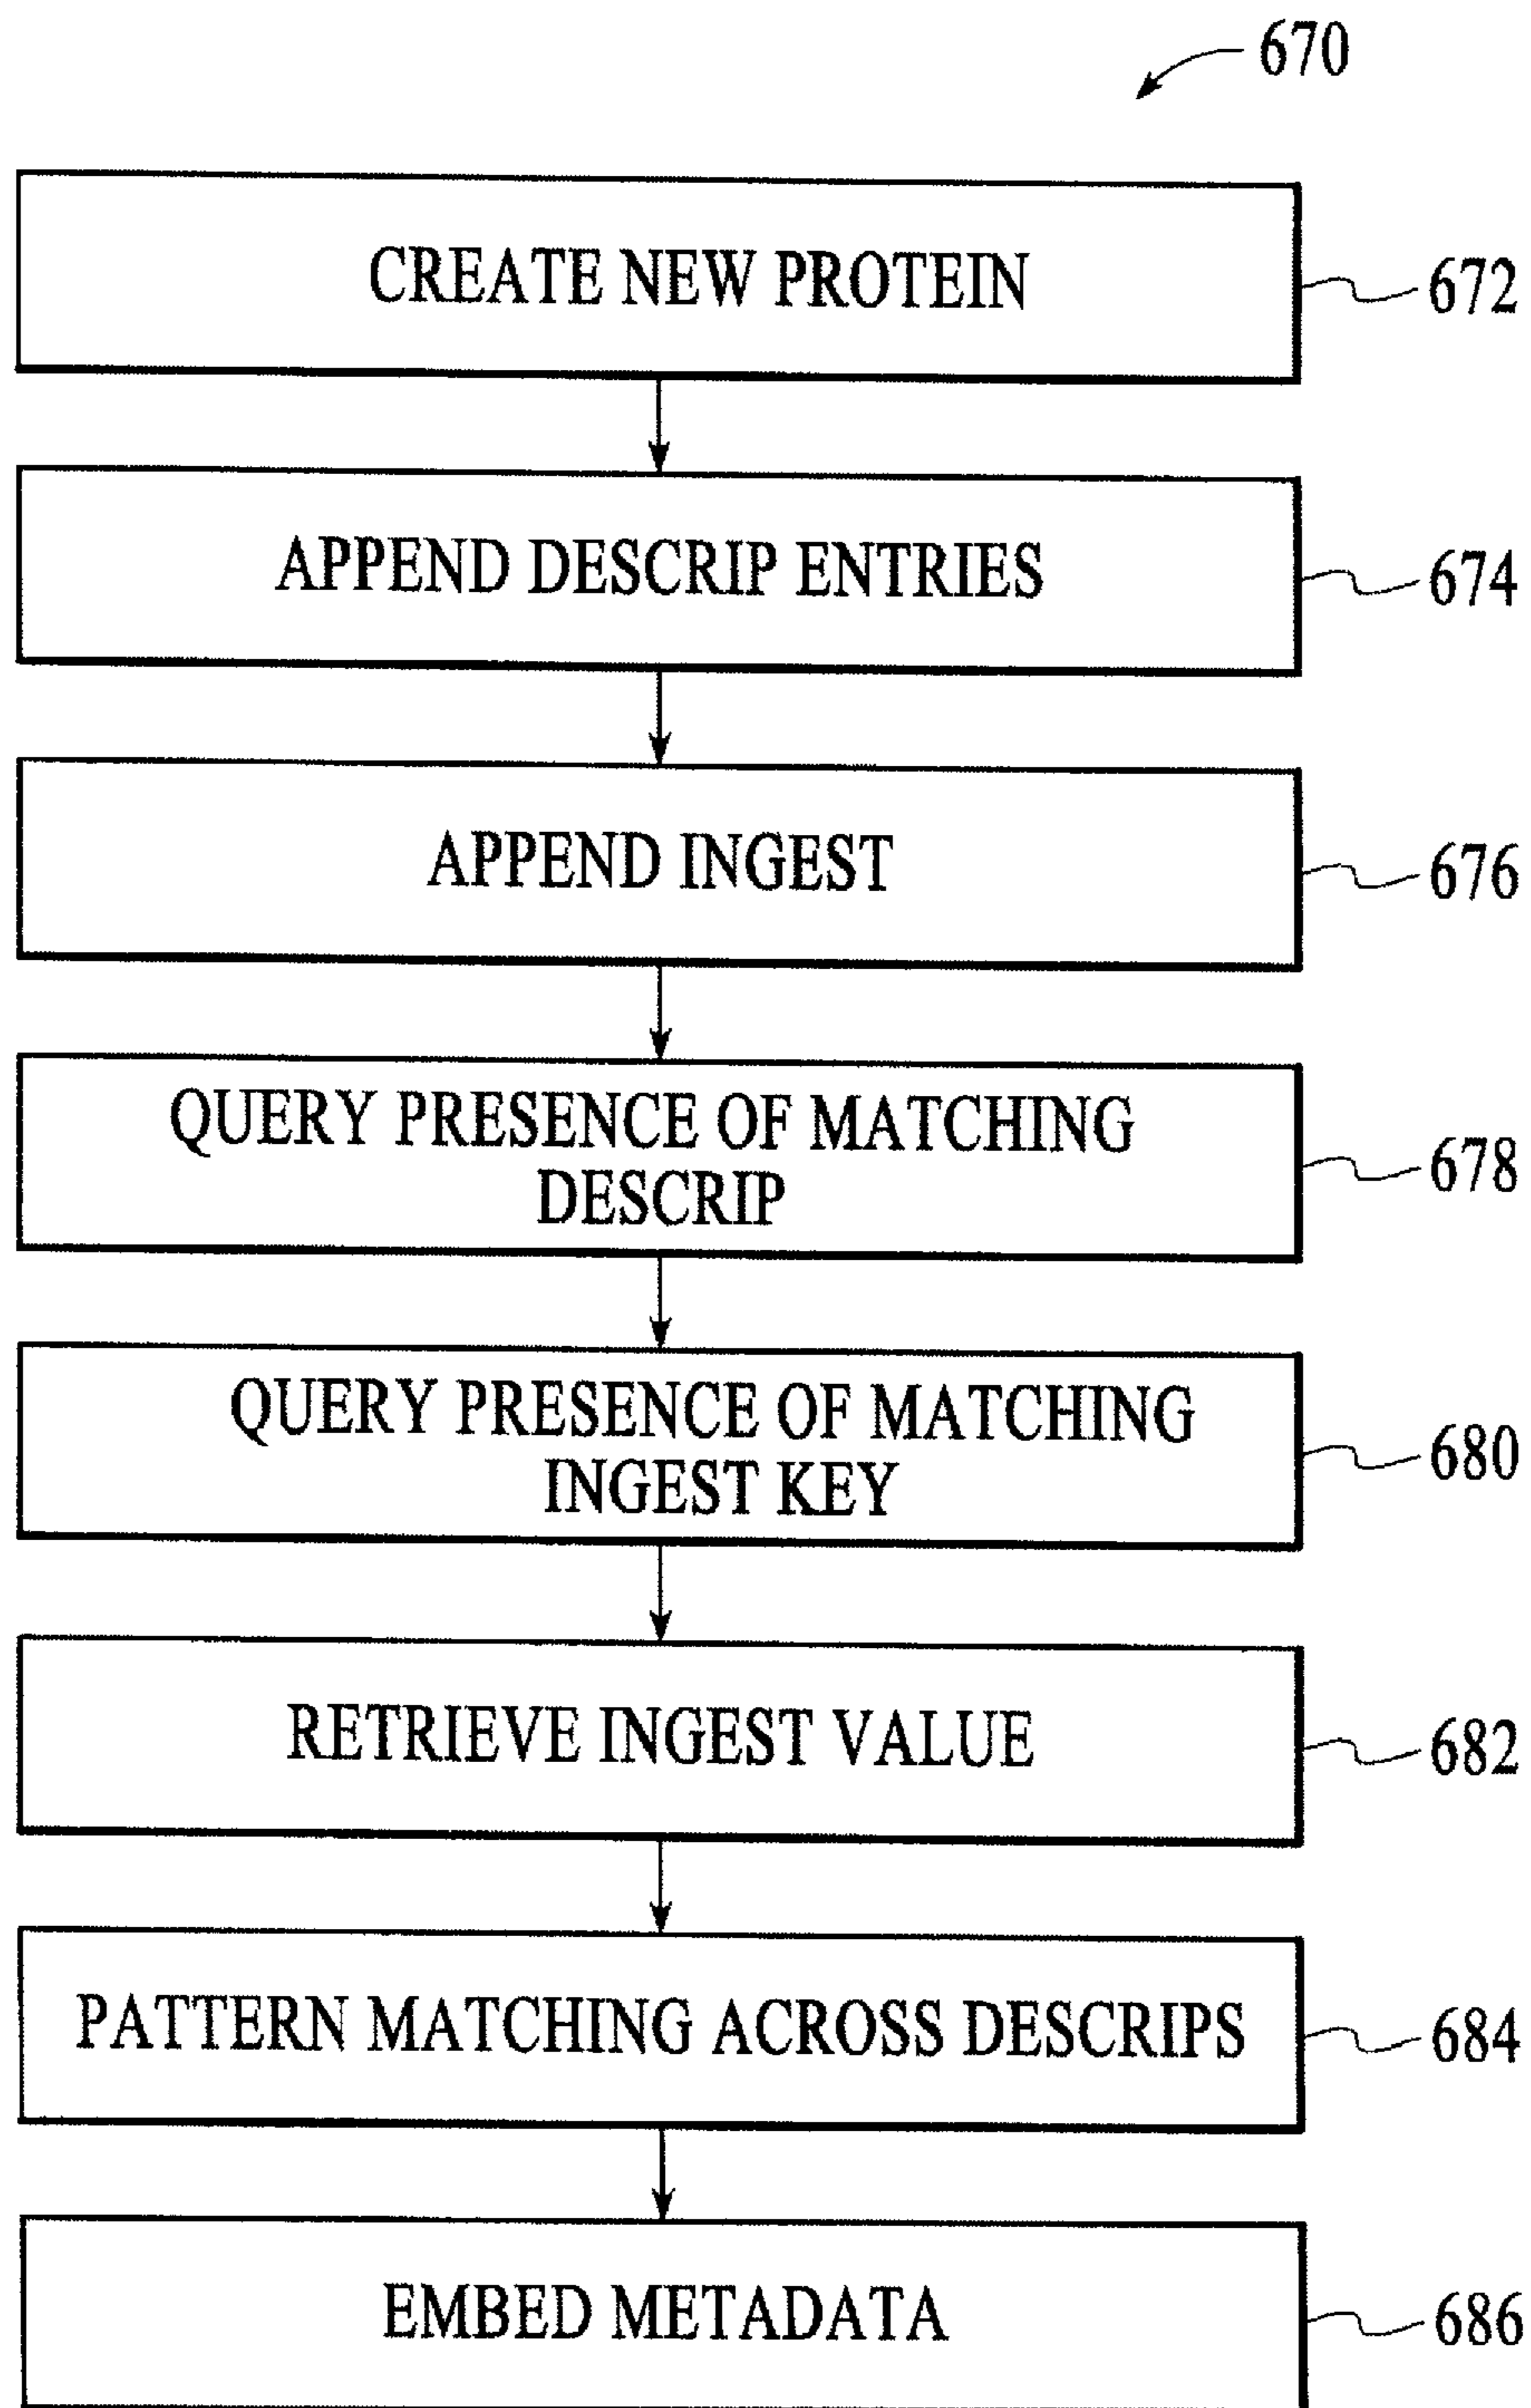 670
CREATE NEW PROTEIN
672
APPEND DESCRIP ENTRIES
674
APPEND INGEST
676
QUERY PRESENCE OF MATCHING
DESCRIP
678
QUERY PRESENCE OF MATCHING
INGEST KEY
680
RETRIEVE INGEST VALUE
682
PATTERN MATCHING ACROSS DESCRIPS
684
EMBED METADATA
686